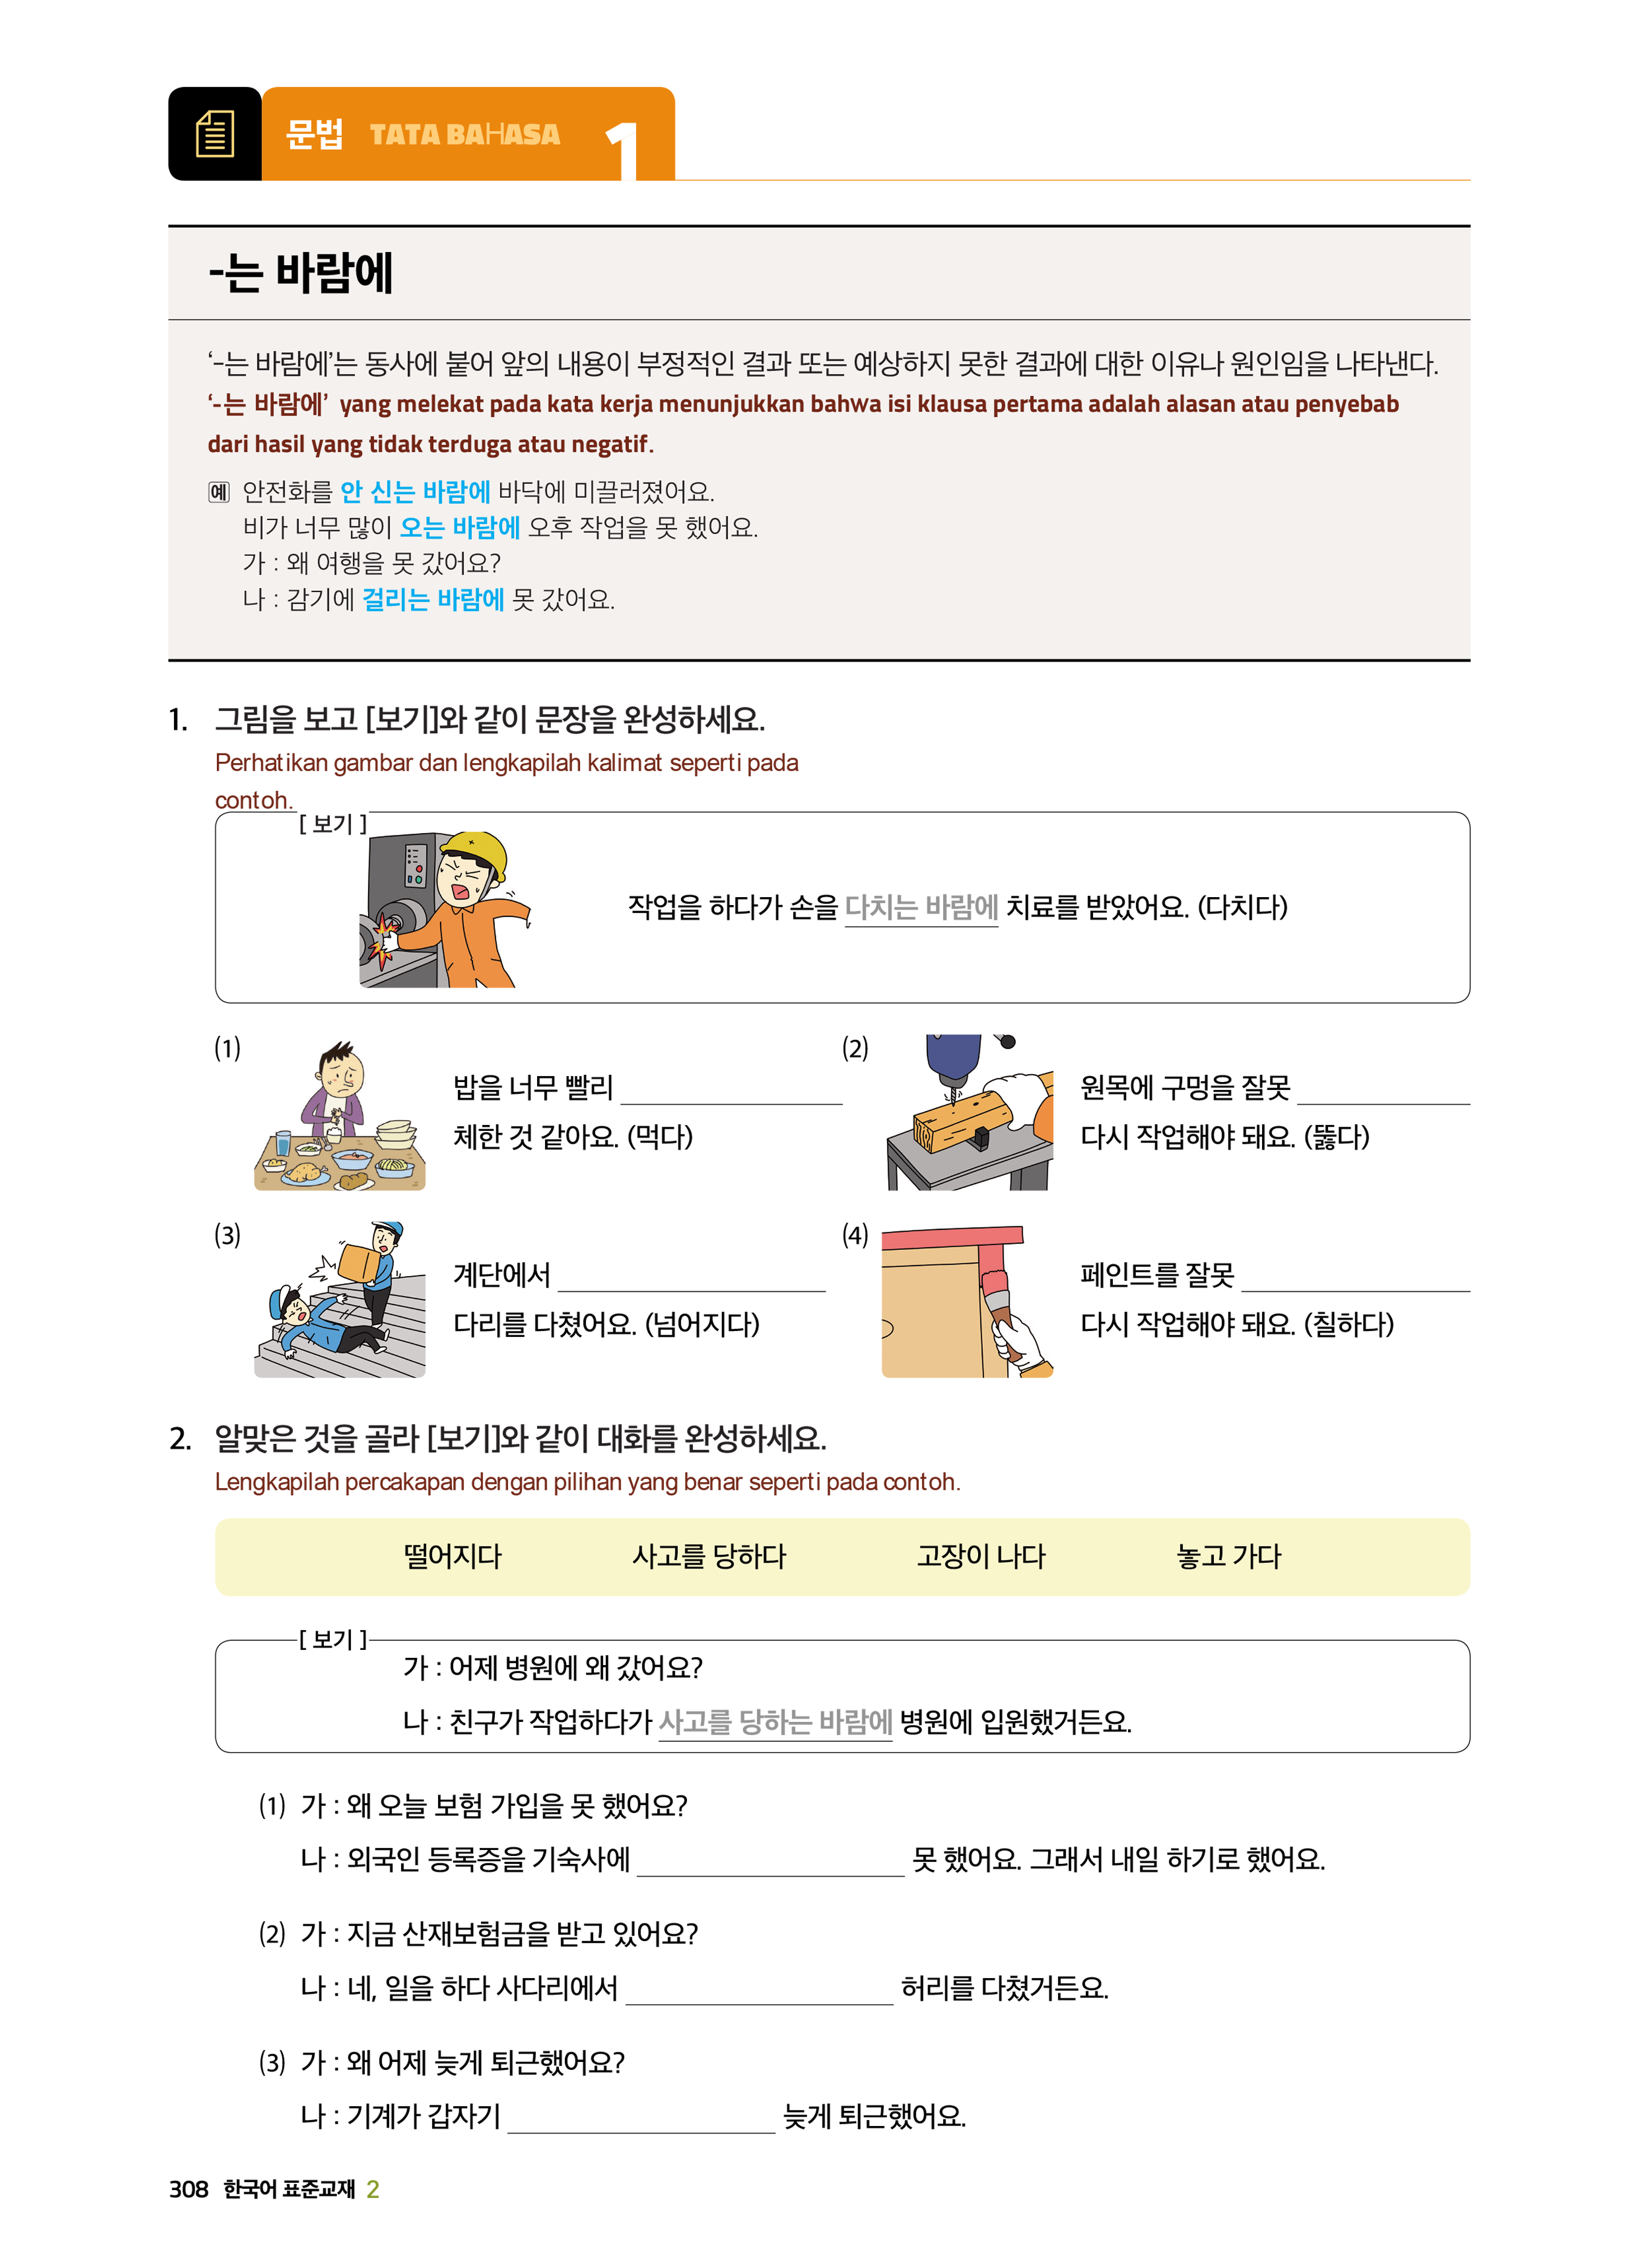 문법 TATA BAHASA 1
-는 바람에
‘-는 바람에’는 동사에 붙어 앞의 내용이 부정적인 결과 또는 예상하지 못한 결과에 대한 이유나 원인임을 나타낸다.
‘-는 바람에’ yang melekat pada kata kerja menunjukkan bahwa isi klausa pertama adalah alasan atau penyebab
dari hasil yang tidak terduga atau negatif.
예 안전화를 안 신는 바람에 바닥에 미끌러졌어요.
비가 너무 많이 오는 바람에 오후 작업을 못 했어요.
가 : 왜 여행을 못 갔어요?
나 : 감기에 걸리는 바람에 못 갔어요.
1. 그림을 보고 [보기]와 같이 문장을 완성하세요.
Perhatikan gambar dan lengkapilah kalimat seperti pada
contoh.
[ 보기 ]
작업을 하다가 손을 다치는 바람에 치료를 받았어요. (다치다)
(1) 밥을 너무 빨리 ____
체한 것 같아요. (먹다)
(2) 원목에 구멍을 잘못 ____
다시 작업해야 돼요. (뚫다)
(3) 계단에서 ____
다리를 다쳤어요. (넘어지다)
(4) 페인트를 잘못 ____
다시 작업해야 돼요. (칠하다)
2. 알맞은 것을 골라 [보기]와 같이 대화를 완성하세요.
Lengkapilah percakapan dengan pilihan yang benar seperti pada contoh.
떨어지다 사고를 당하다 고장이 나다 놓고 가다
[ 보기 ]
가 : 어제 병원에 왜 갔어요?
나 : 친구가 작업하다가 사고를 당하는 바람에 병원에 입원했거든요.
(1) 가 : 왜 오늘 보험 가입을 못 했어요?
나 : 외국인 등록증을 기숙사에 ____ 못 했어요. 그래서 내일 하기로 했어요.
(2) 가 : 지금 산재보험금을 받고 있어요?
나 : 네, 일을 하다 사다리에서 ____ 허리를 다쳤거든요.
(3) 가 : 왜 어제 늦게 퇴근했어요?
나 : 기계가 갑자기 ____ 늦게 퇴근했어요.
308 한국어 표준교재 2